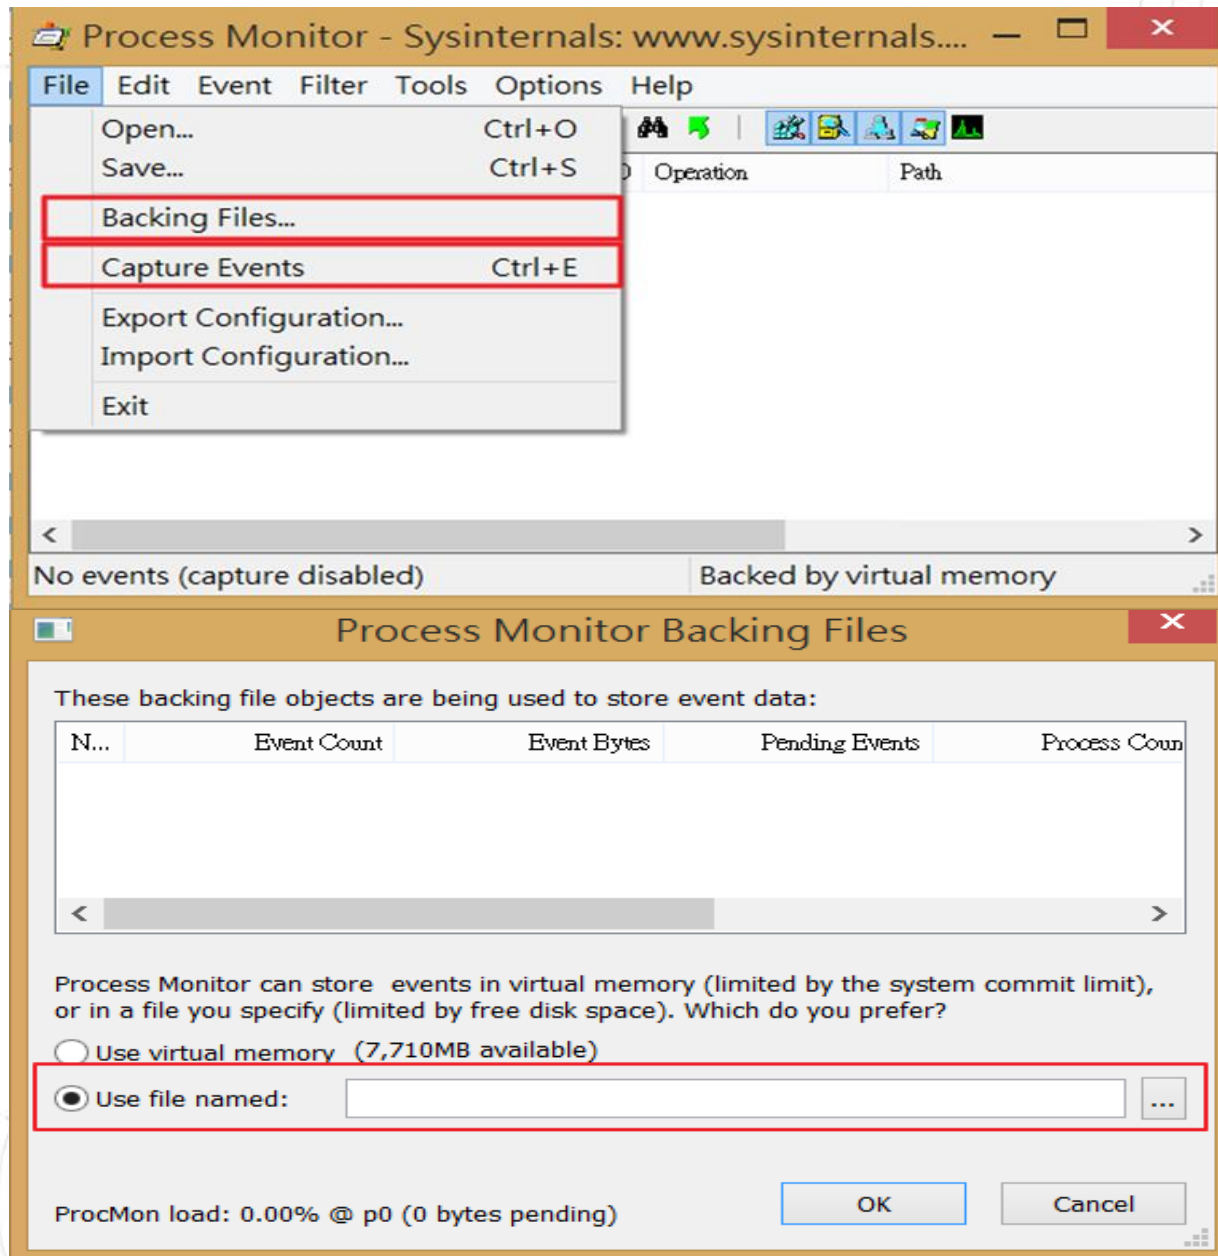 Process Monitor - Sysinternals: www.sysinternals....
File Edit Event Filter Tools Options Help
Open... Ctrl+O
Save... Ctrl+S
Operation Path
Backing Files...
Capture Events Ctrl+E
Export Configuration...
Import Configuration...
Exit
No events (capture disabled) Backed by virtual memory
Process Monitor Backing Files
These backing file objects are being used to store event data:
N... Event Count Event Bytes Pending Events Process Coun
Process Monitor can store events in virtual memory (limited by the system commit limit),
or in a file you specify (limited by free disk space). Which do you prefer?
Use virtual memory (7,710MB available)
Use file named: ...
ProcMon load: 0.00% @ p0 (0 bytes pending) OK Cancel